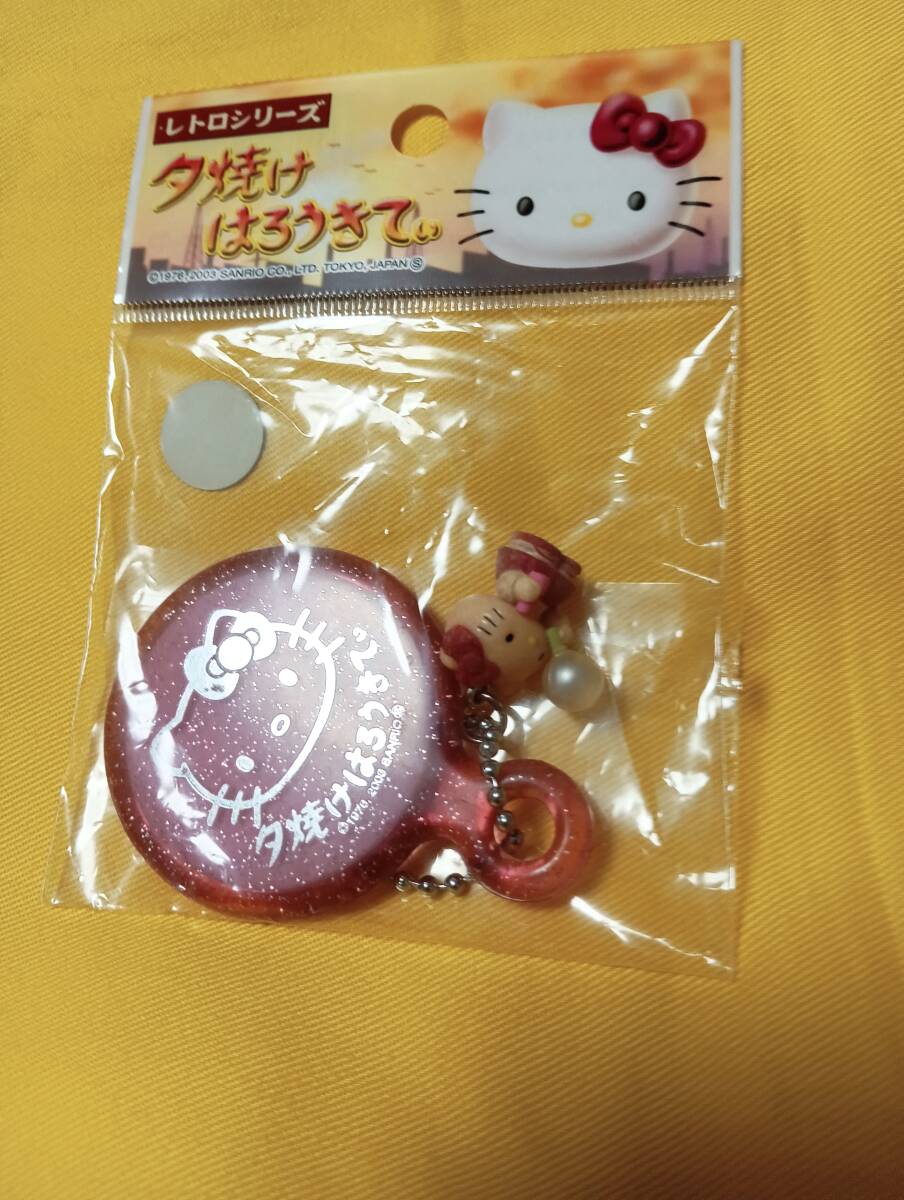 レトロシリーズ
夕焼け
はろうきてぃ
©1976, 2003 SANRIO CO., LTD. TOKYO, JAPAN Ⓢ
夕焼けはろうきてぃ
©1976, 2003 SANRIO